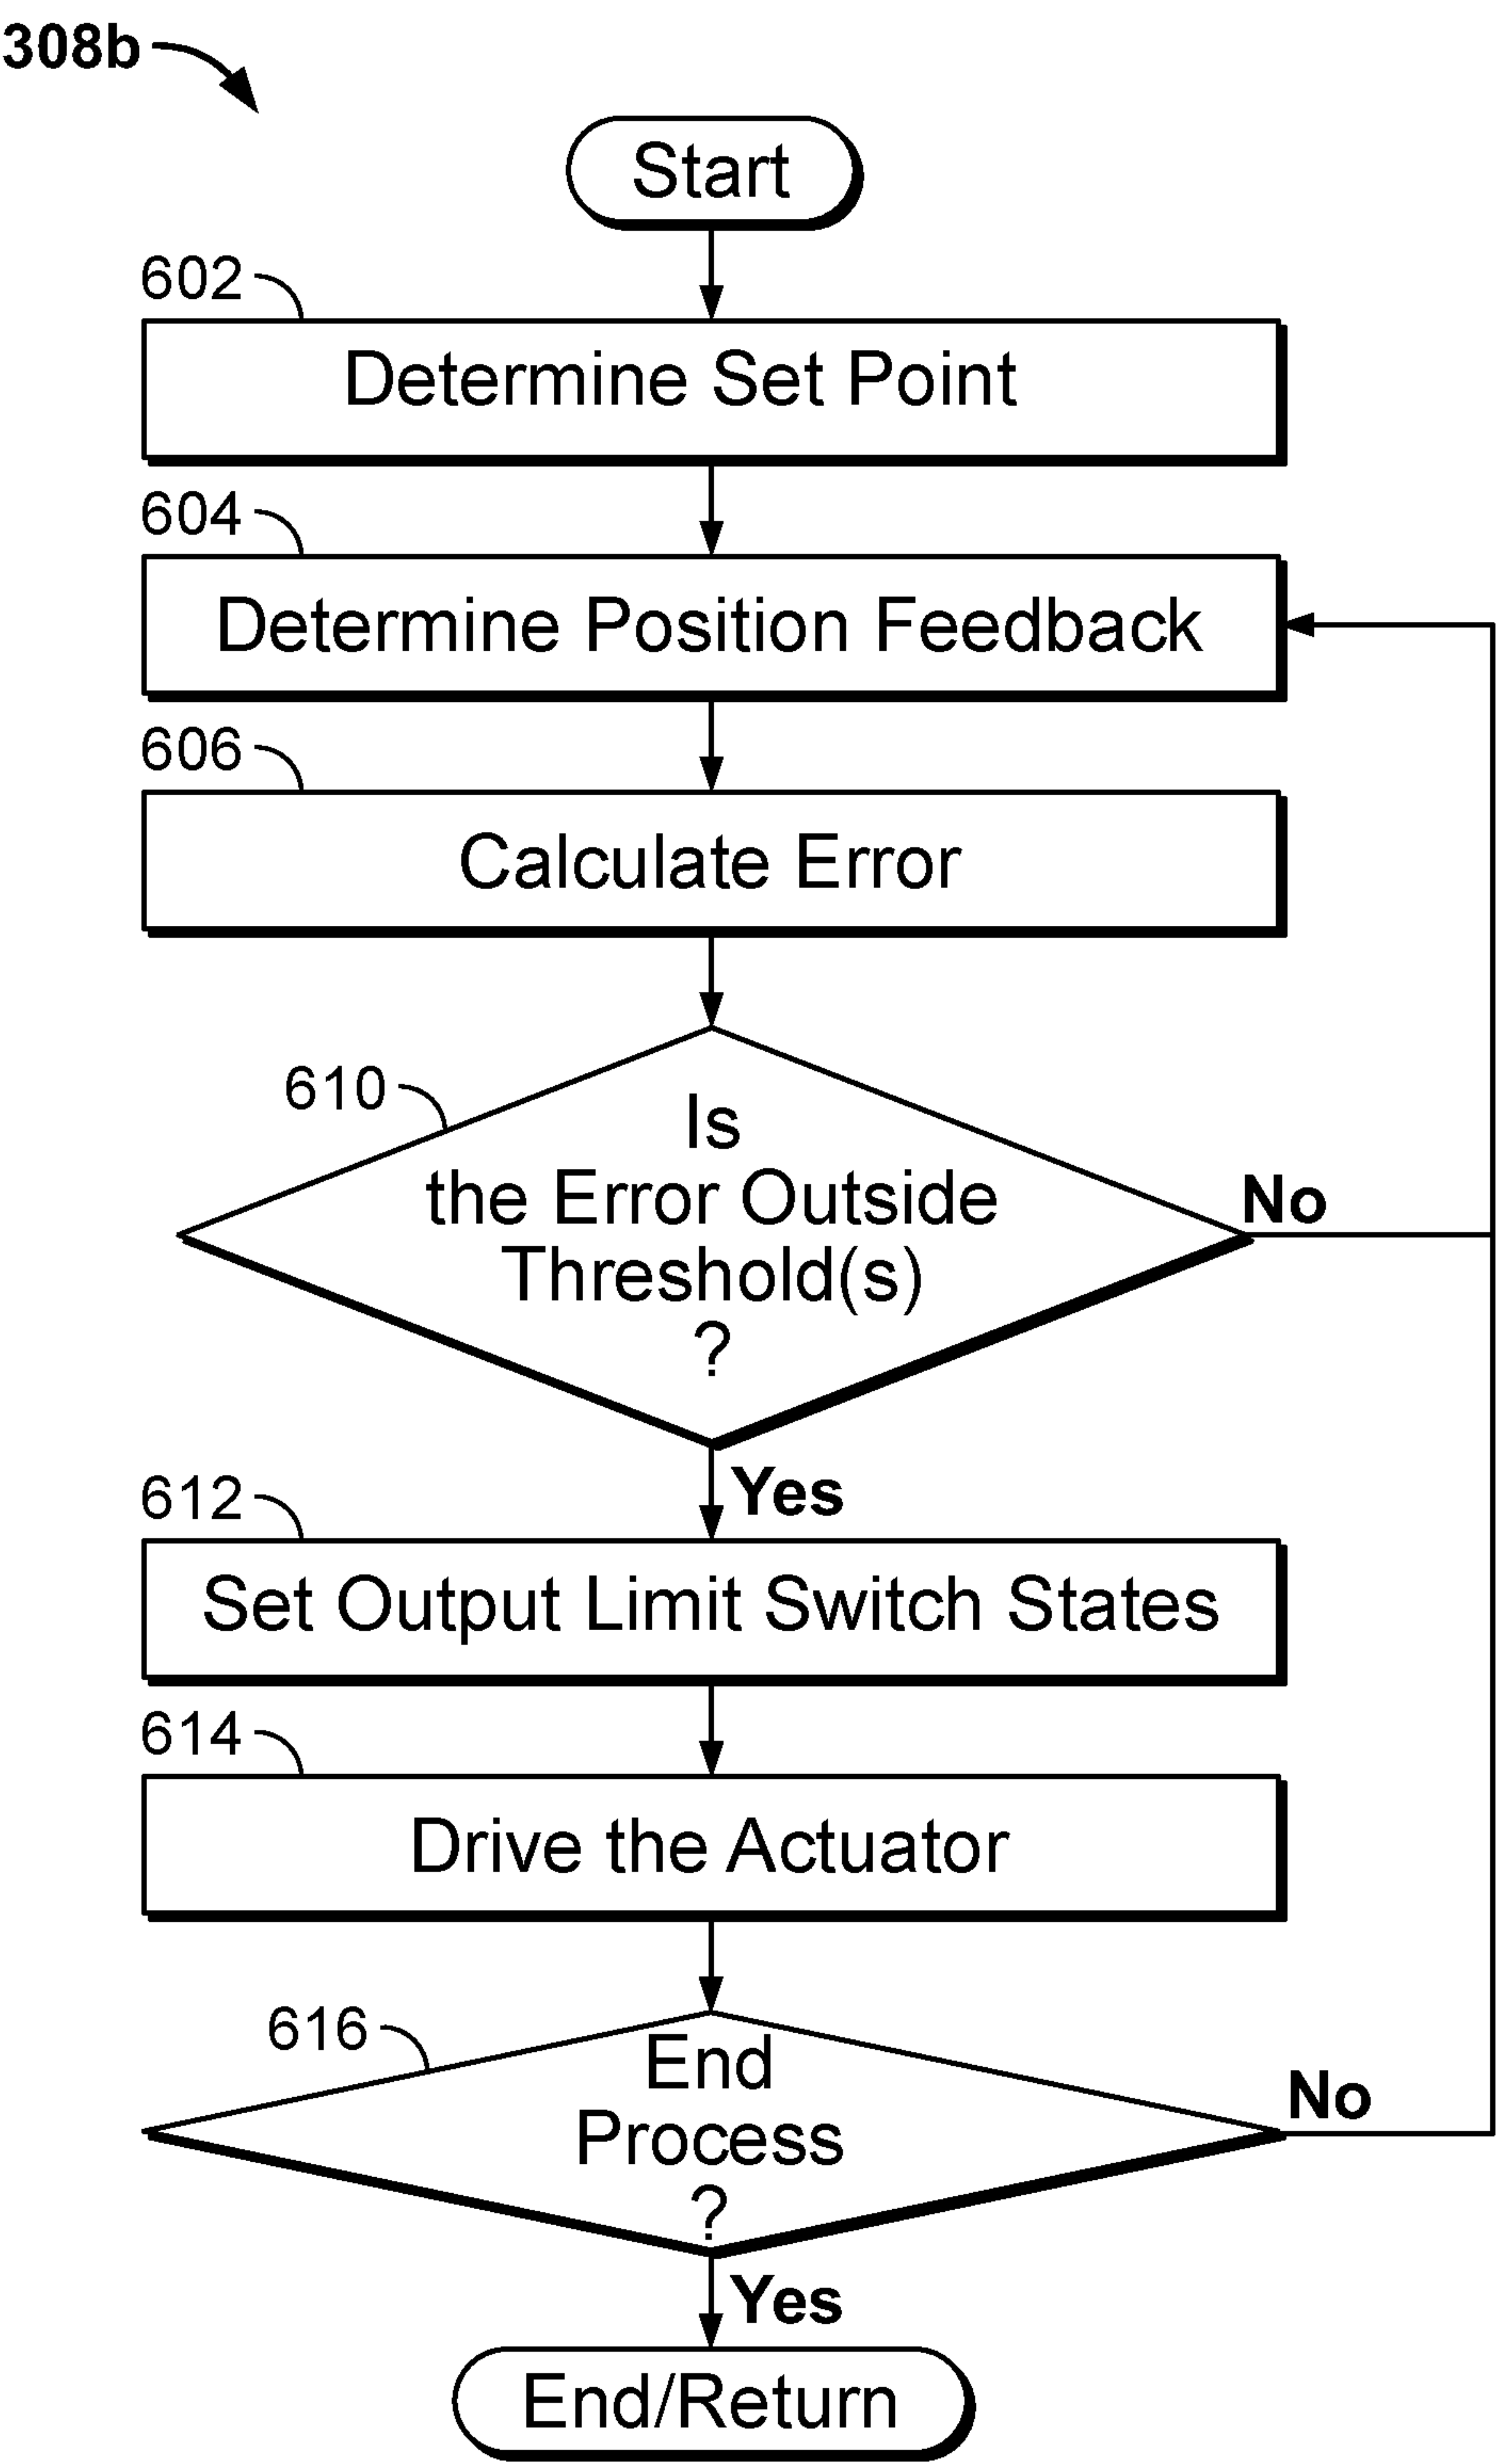 308b
Start
602
Determine Set Point
604
Determine Position Feedback
606
Calculate Error
610
Is
the Error Outside
Threshold(s)
?
No
Yes
612
Set Output Limit Switch States
614
Drive the Actuator
616
End
Process
?
No
Yes
End/Return